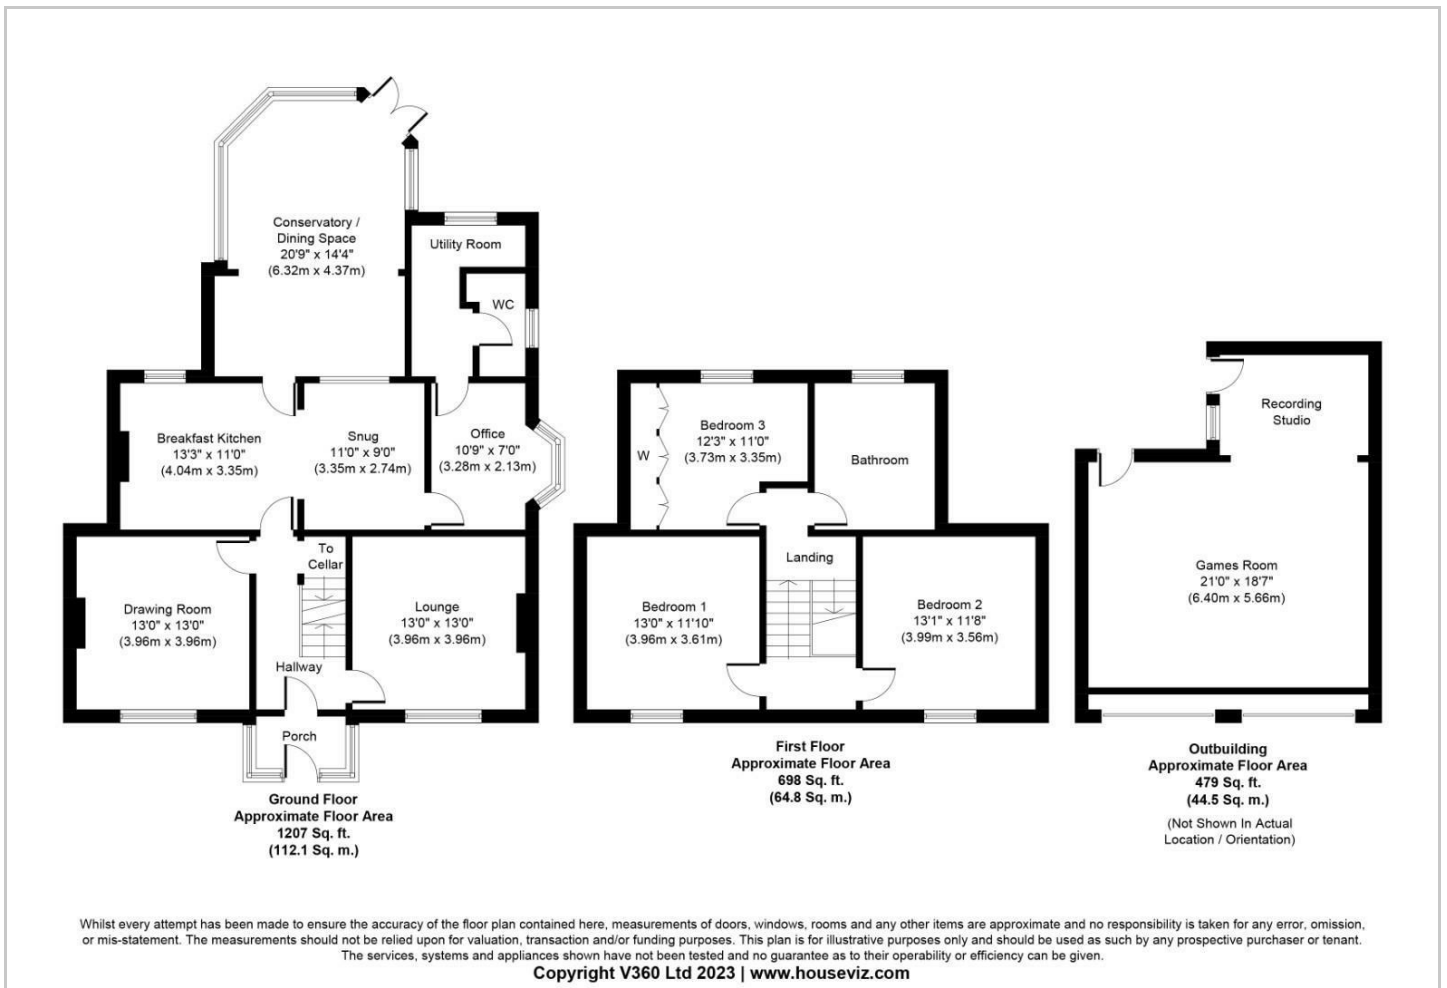 Conservatory /
Dining Space
20'9" x 14'4"
(6.32m x 4.37m)
Utility Room
WC
Breakfast Kitchen
13'3" x 11'0"
(4.04m x 3.35m)
Snug
11'0" x 9'0"
(3.35m x 2.74m)
Office
10'9" x 7'0"
(3.28m x 2.13m)
To
Cellar
Drawing Room
13'0" x 13'0"
(3.96m x 3.96m)
Lounge
13'0" x 13'0"
(3.96m x 3.96m)
Hallway
Porch
Ground Floor
Approximate Floor Area
1207 Sq. ft.
(112.1 Sq. m.)
W
Bedroom 3
12'3" x 11'0"
(3.73m x 3.35m)
Bathroom
Landing
Bedroom 1
13'0" x 11'10"
(3.96m x 3.61m)
Bedroom 2
13'1" x 11'8"
(3.99m x 3.56m)
First Floor
Approximate Floor Area
698 Sq. ft.
(64.8 Sq. m.)
Recording
Studio
Games Room
21'0" x 18'7"
(6.40m x 5.66m)
Outbuilding
Approximate Floor Area
479 Sq. ft.
(44.5 Sq. m.)
(Not Shown In Actual
Location / Orientation)
Whilst every attempt has been made to ensure the accuracy of the floor plan contained here, measurements of doors, windows, rooms and any other items are approximate and no responsibility is taken for any error, omission,
or mis-statement. The measurements should not be relied upon for valuation, transaction and/or funding purposes. This plan is for illustrative purposes only and should be used as such by any prospective purchaser or tenant.
The services, systems and appliances shown have not been tested and no guarantee as to their operability or efficiency can be given.
Copyright V360 Ltd 2023 | www.houseviz.com